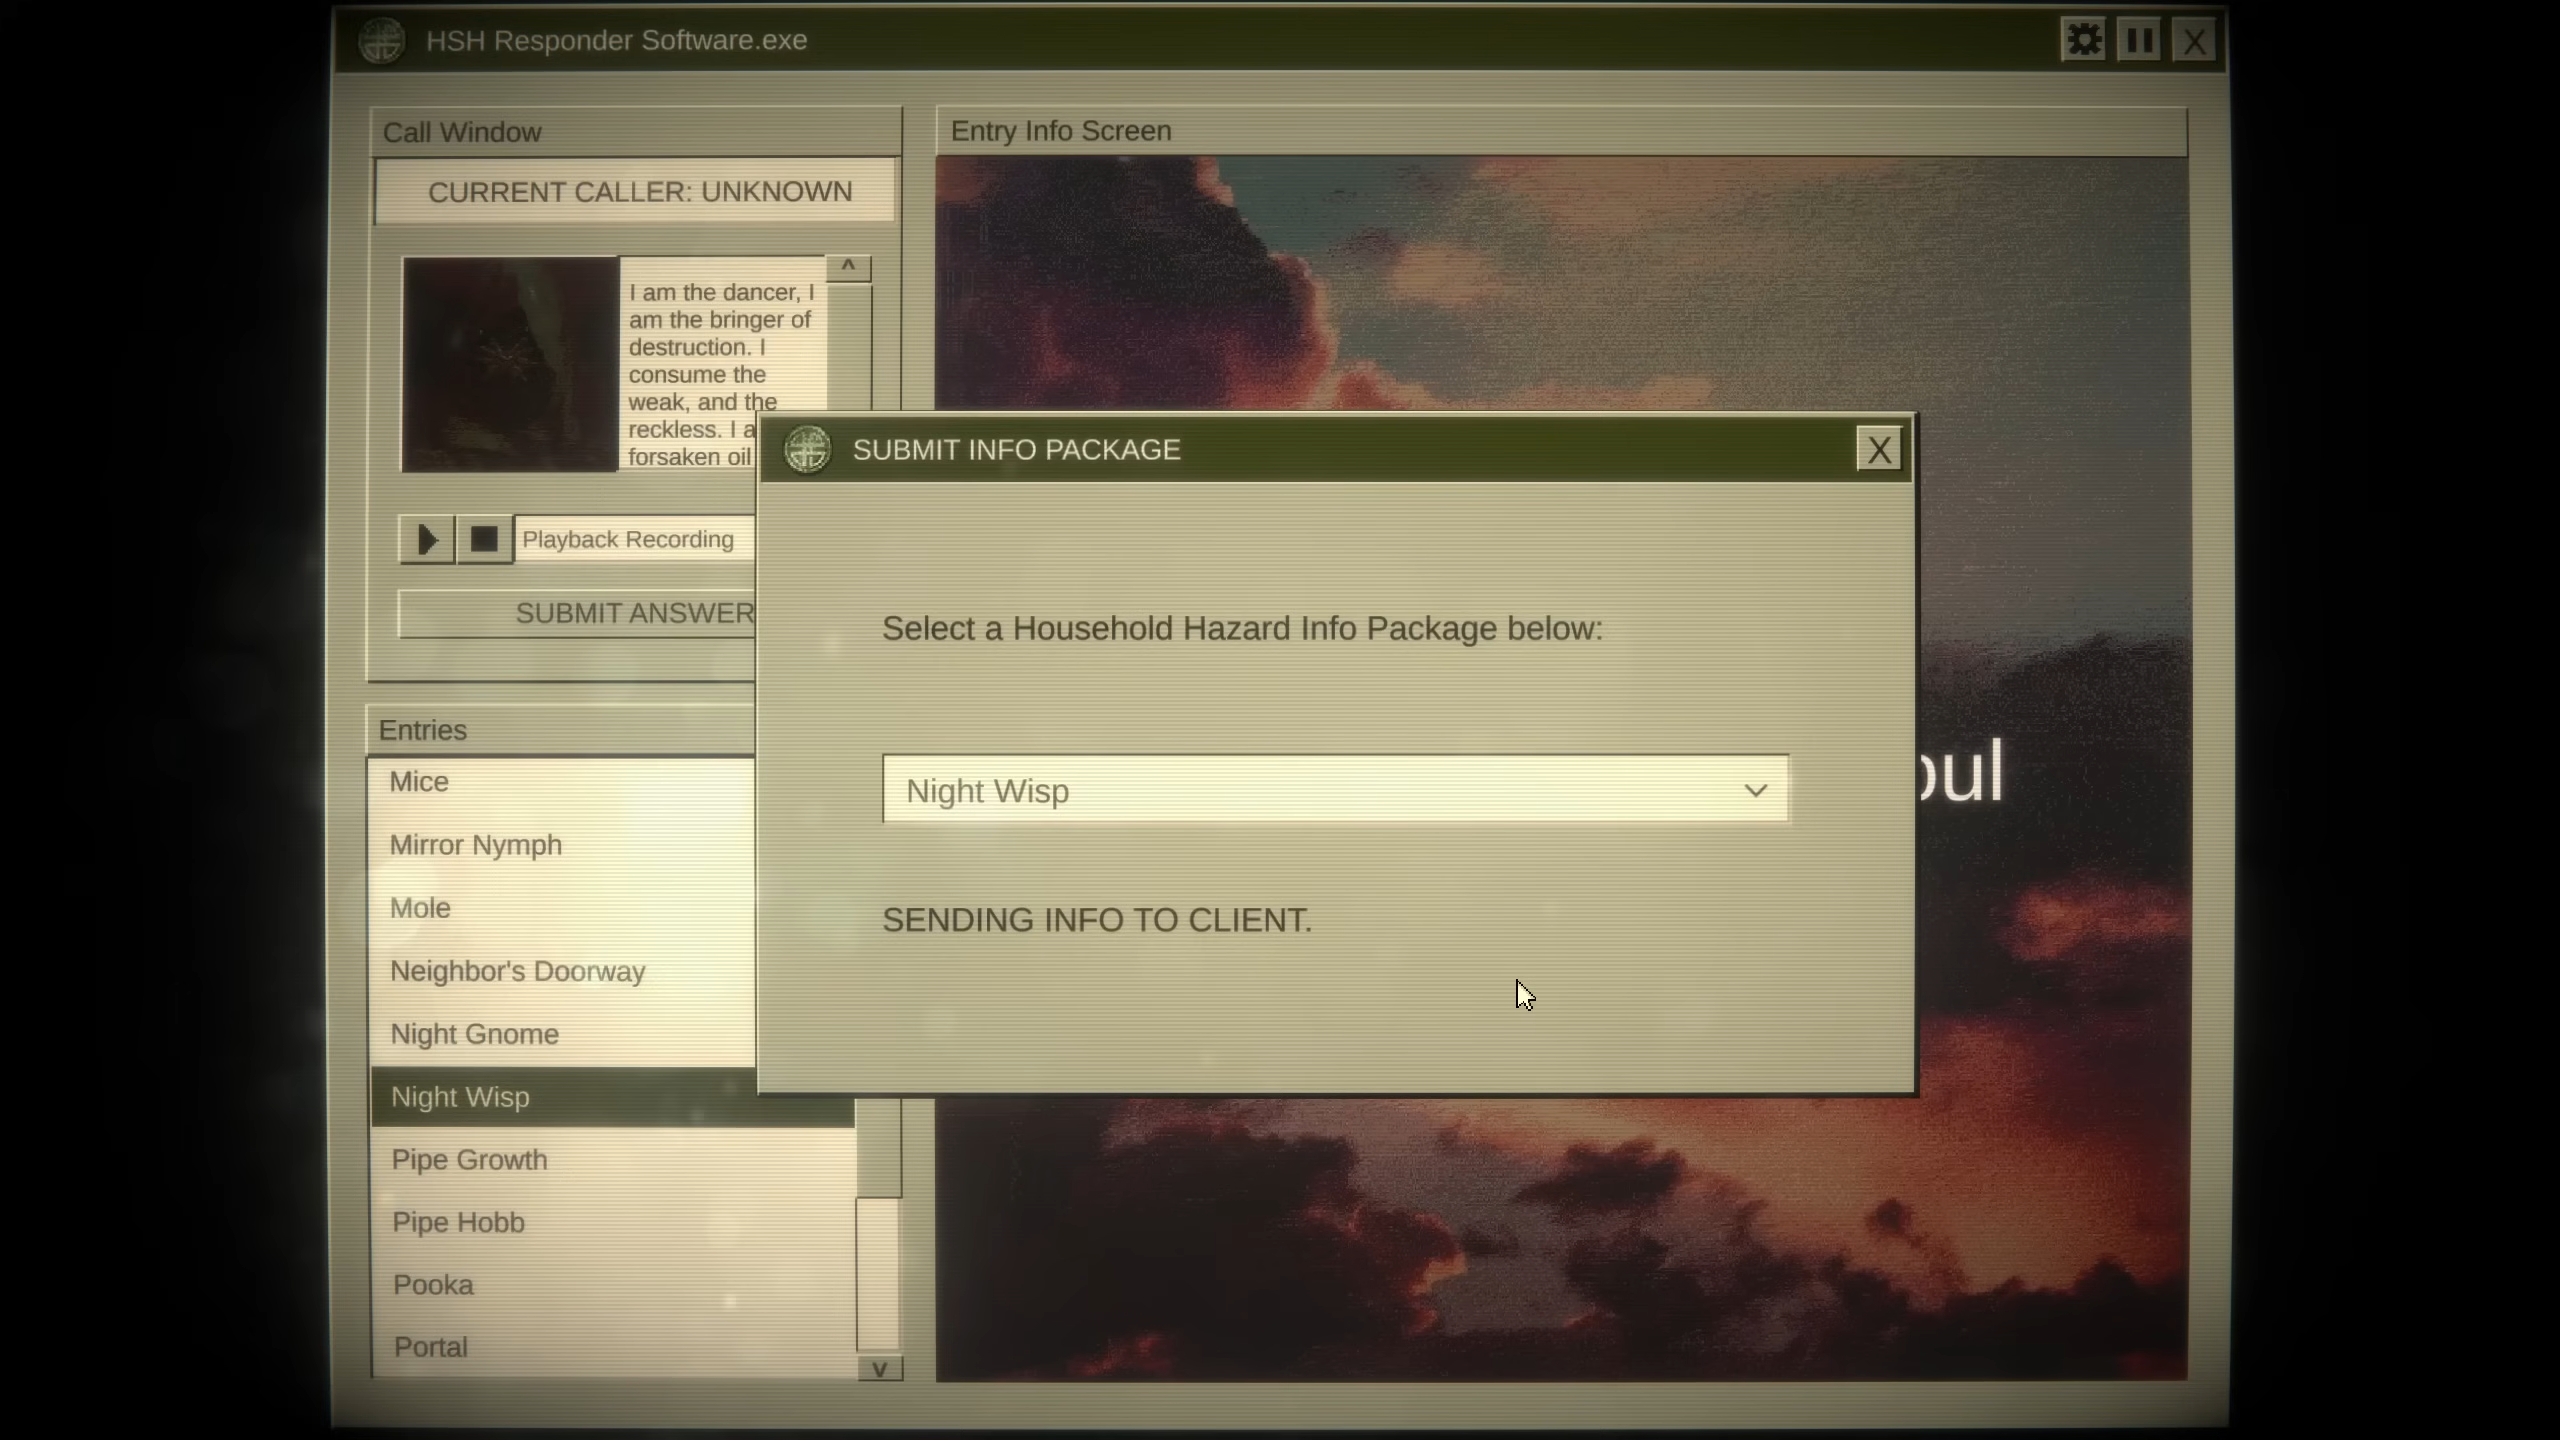 HSH Responder Software.exe
X
Call Window
CURRENT CALLER: UNKNOWN
I am the dancer, I
am the bringer of
destruction. I
consume the
weak, and the
reckless. I a
forsaken oil
Playback Recording
SUBMIT ANSWER
Entries
Mice
Mirror Nymph
Mole
Neighbor's Doorway
Night Gnome
Night Wisp
Pipe Growth
Pipe Hobb
Pooka
Portal
Entry Info Screen
oul
SUBMIT INFO PACKAGE
X
Select a Household Hazard Info Package below:
Night Wisp
SENDING INFO TO CLIENT.